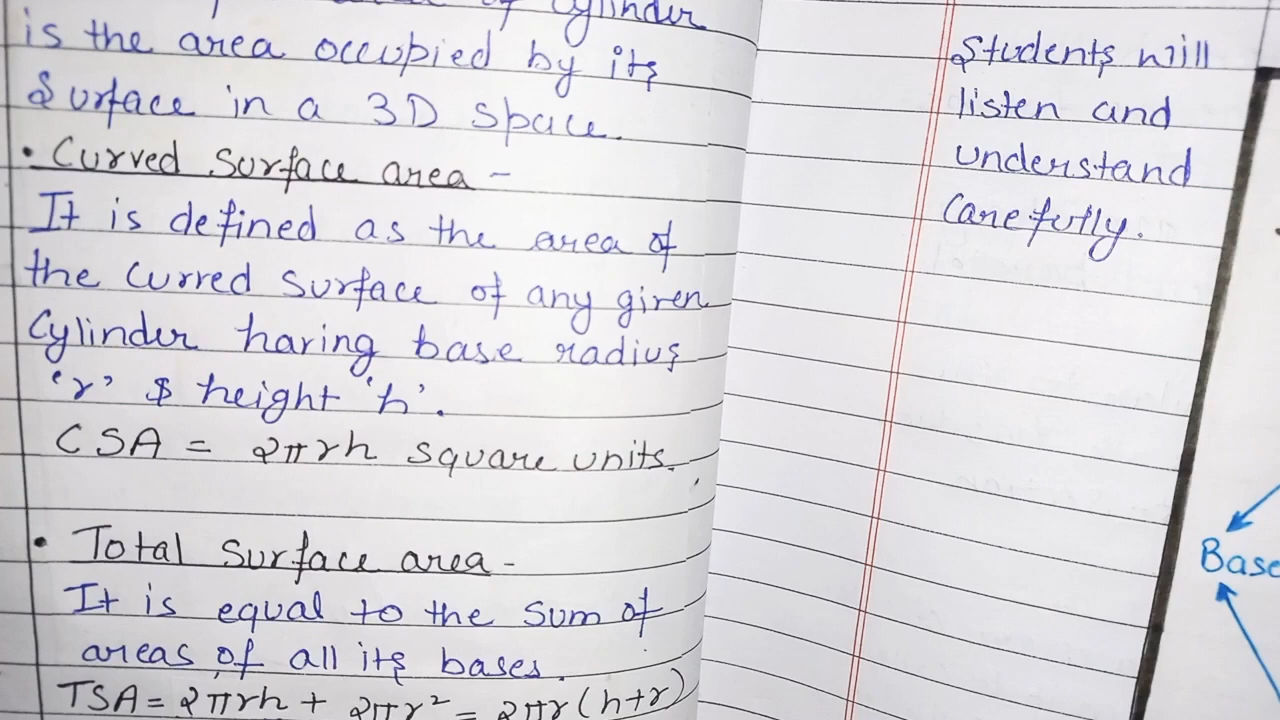 of Cylinder
is the area occupied by its
Surface in a 3D space.
• Curved Surface area -
It is defined as the area of
the curved surface of any given
Cylinder having base radius
'r' & height 'h'.
CSA = 2πrh square units.
• Total Surface area -
It is equal to the sum of
areas of all its bases.
TSA = 2πrh + 2πr² = 2πr(h+r)
Students will
listen and
understand
Carefully.
Base